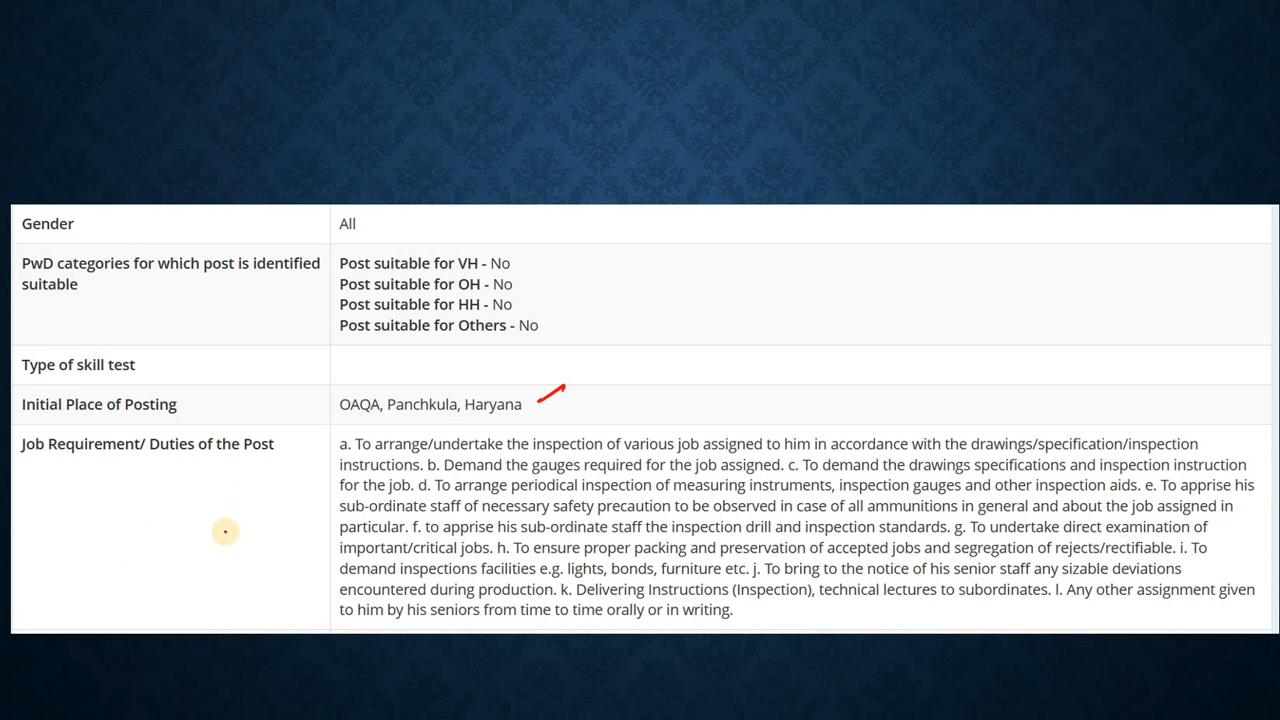 Gender
All
PwD categories for which post is identified
suitable
Post suitable for VH - No
Post suitable for OH - No
Post suitable for HH - No
Post suitable for Others - No
Type of skill test
Initial Place of Posting
OAQA, Panchkula, Haryana
Job Requirement/ Duties of the Post
a. To arrange/undertake the inspection of various job assigned to him in accordance with the drawings/specification/inspection
instructions. b. Demand the gauges required for the job assigned. c. To demand the drawings specifications and inspection instruction
for the job. d. To arrange periodical inspection of measuring instruments, inspection gauges and other inspection aids. e. To apprise his
sub-ordinate staff of necessary safety precaution to be observed in case of all ammunitions in general and about the job assigned in
particular. f. to apprise his sub-ordinate staff the inspection drill and inspection standards. g. To undertake direct examination of
important/critical jobs. h. To ensure proper packing and preservation of accepted jobs and segregation of rejects/rectifiable. i. To
demand inspections facilities e.g. lights, bonds, furniture etc. j. To bring to the notice of his senior staff any sizable deviations
encountered during production. k. Delivering Instructions (Inspection), technical lectures to subordinates. l. Any other assignment given
to him by his seniors from time to time orally or in writing.